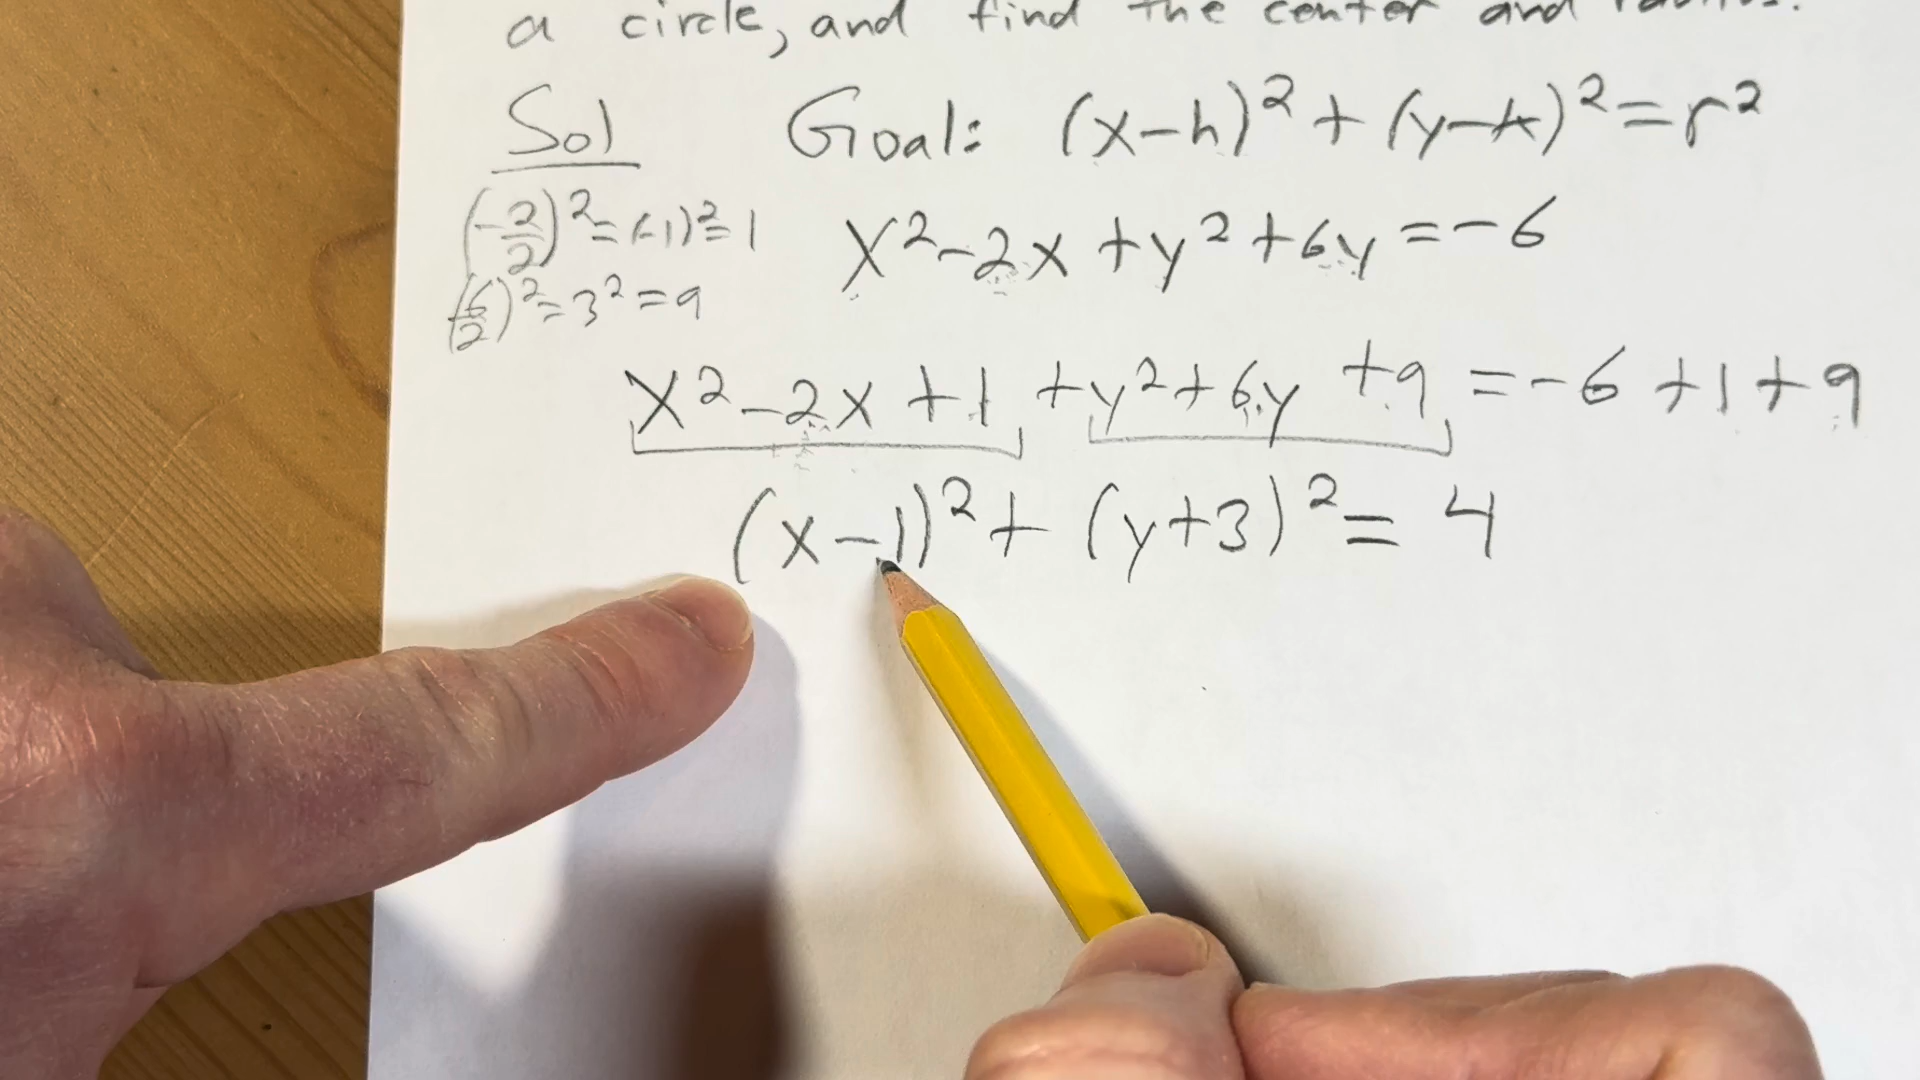 a circle, and find the center and radius.
Sol Goal: (x-h)²+(y-k)²=r²
(-2/2)²=(-1)²=1 x²-2x+y²+6y=-6
(6/2)²=3²=9
x²-2x+1+y²+6y+9=-6+1+9
(x-1)²+(y+3)²=4